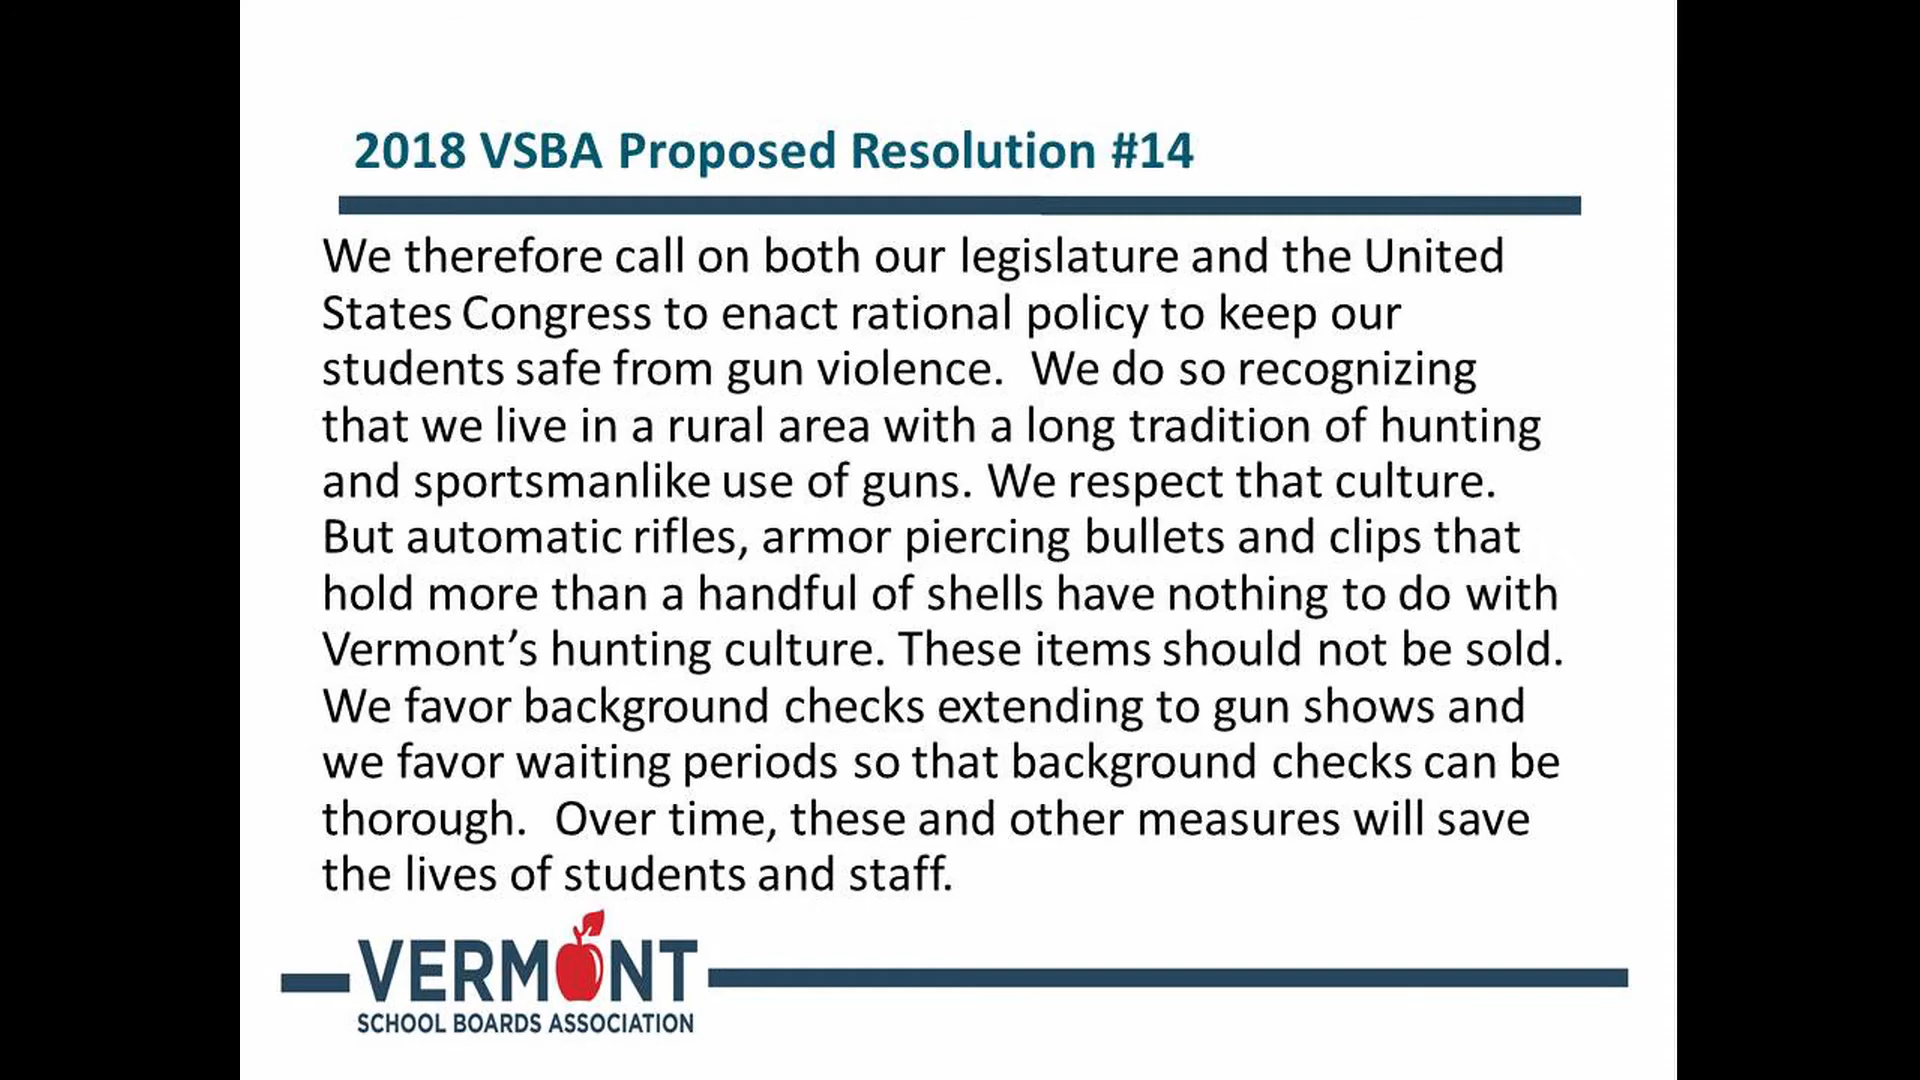 2018 VSBA Proposed Resolution #14
We therefore call on both our legislature and the United
States Congress to enact rational policy to keep our
students safe from gun violence.  We do so recognizing
that we live in a rural area with a long tradition of hunting
and sportsmanlike use of guns. We respect that culture.
But automatic rifles, armor piercing bullets and clips that
hold more than a handful of shells have nothing to do with
Vermont’s hunting culture. These items should not be sold.
We favor background checks extending to gun shows and
we favor waiting periods so that background checks can be
thorough.  Over time, these and other measures will save
the lives of students and staff.
VERMONT
SCHOOL BOARDS ASSOCIATION